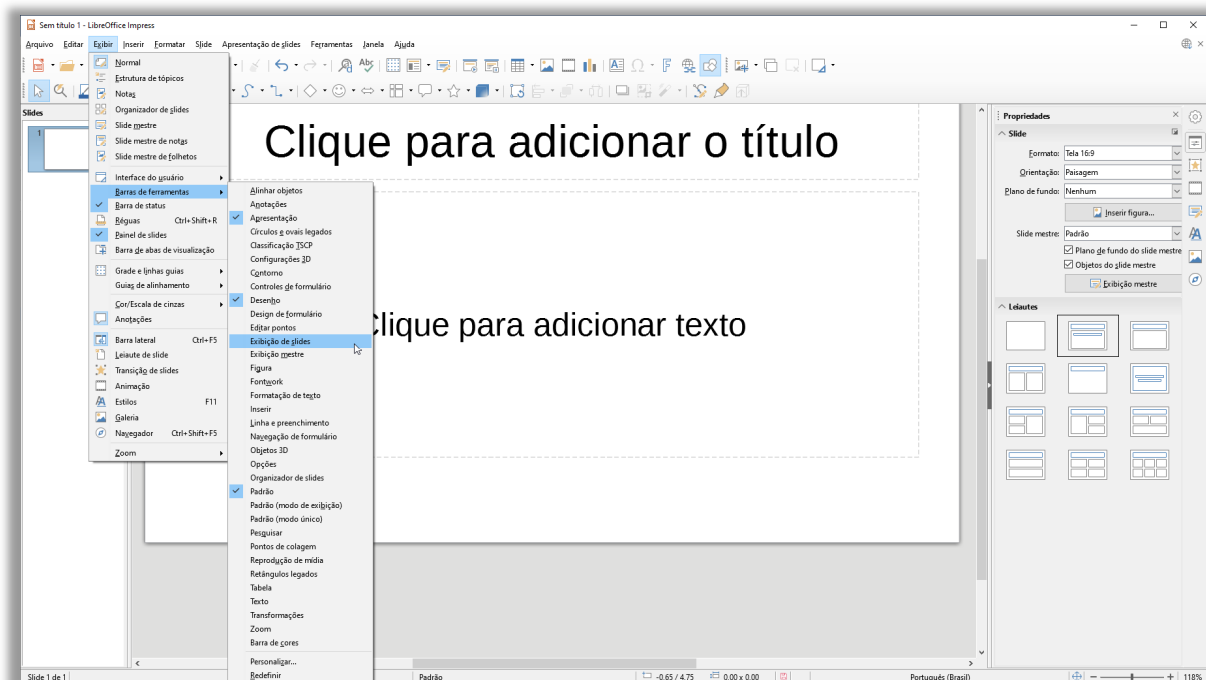 Sem título 1 - LibreOffice Impress
Arquivo Editar Exibir Inserir Formatar Slide Apresentação de slides Ferramentas Janela Ajuda
Slides
1
Normal
Estrutura de tópicos
Notas
Organizador de slides
Slide mestre
Slide mestre de notas
Slide mestre de folhetos
Interface do usuário
Barras de ferramentas
Barra de status
Réguas Ctrl+Shift+R
Painel de slides
Barra de abas de visualização
Grade e linhas guias
Guias de alinhamento
Cor/Escala de cinzas
Anotações
Barra lateral Ctrl+F5
Leiaute de slide
Transição de slides
Animação
Estilos F11
Galeria
Navegador Ctrl+Shift+F5
Zoom
Alinhar objetos
Anotações
Apresentação
Círculos e ovais legados
Classificação TSCP
Configurações 3D
Contorno
Controles de formulário
Desenho
Design de formulário
Editar pontos
Exibição de slides
Exibição mestre
Figura
Fontwork
Formatação de texto
Inserir
Linha e preenchimento
Navegação de formulário
Objetos 3D
Opções
Organizador de slides
Padrão
Padrão (modo de exibição)
Padrão (modo único)
Pesquisar
Pontos de colagem
Reprodução de mídia
Retângulos legados
Tabela
Texto
Transformações
Zoom
Barra de cores
Personalizar...
Redefinir
Clique para adicionar o título
Clique para adicionar texto
Propriedades
Slide
Formato: Tela 16:9
Orientação: Paisagem
Plano de fundo: Nenhum
Inserir figura...
Slide mestre: Padrão
Plano de fundo do slide mestre
Objetos do slide mestre
Exibição mestre
Leiautes
Slide 1 de 1 Padrão -0.65 / 4.75 0.00 x 0.00 Português (Brasil) 118%